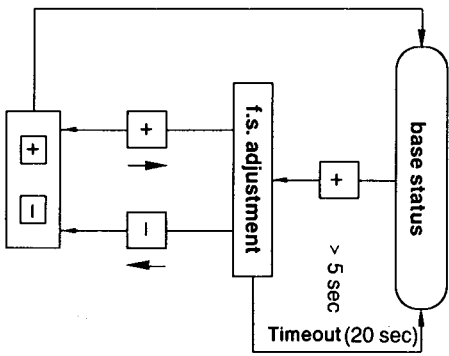 base status
+
> 5 sec
Timeout (20 sec)
f.s. adjustment
+
−
+
−